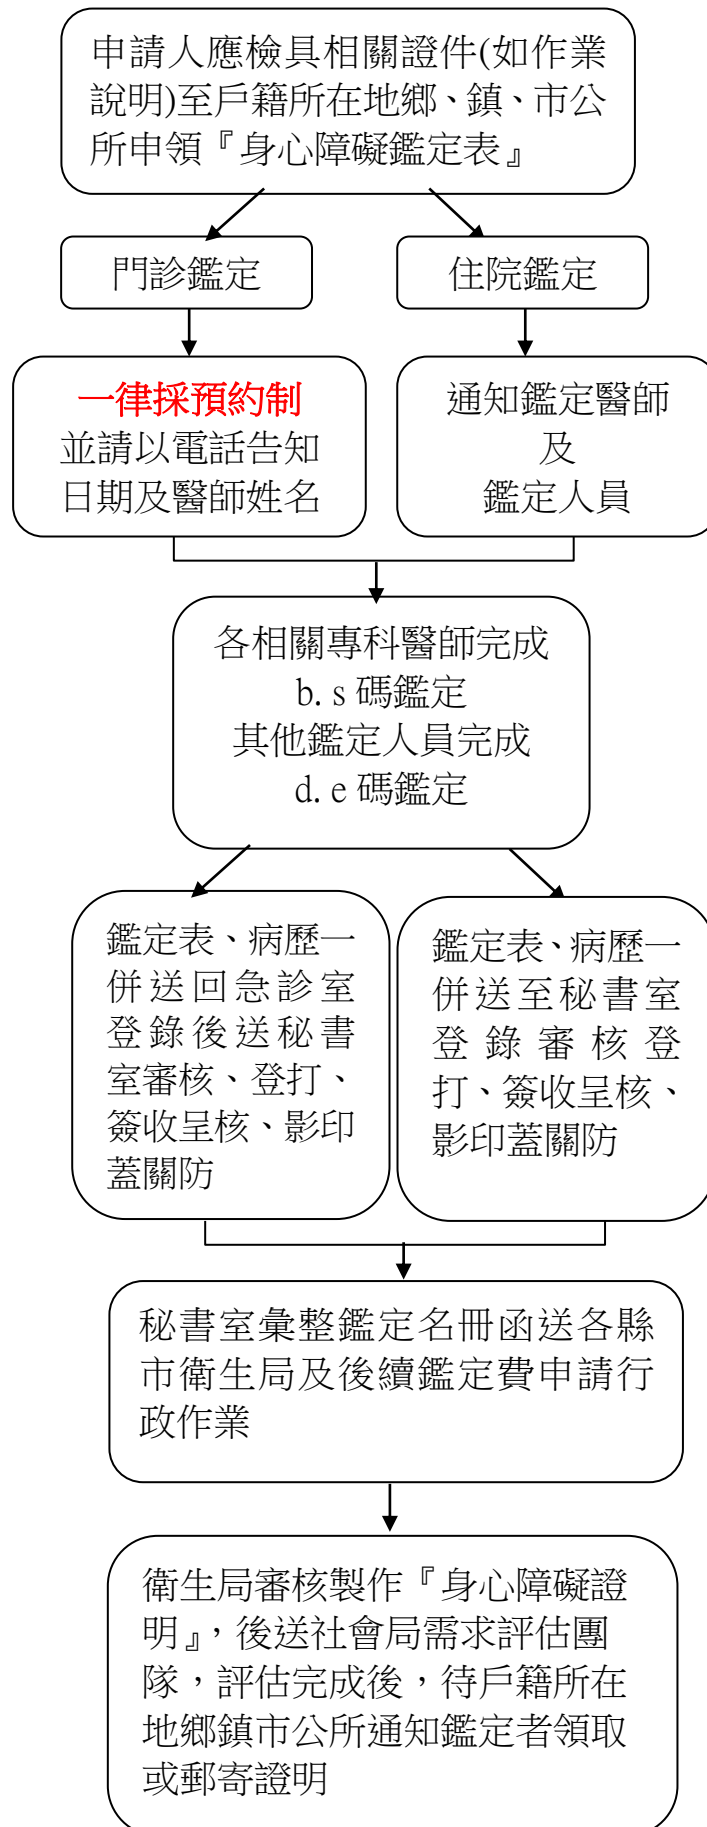 申請人應檢具相關證件(如作業
說明)至戶籍所在地鄉、鎮、市公
所申領『身心障礙鑑定表』
門診鑑定
住院鑑定
一律採預約制
並請以電話告知
日期及醫師姓名
通知鑑定醫師
及
鑑定人員
各相關專科醫師完成
b.s 碼鑑定
其他鑑定人員完成
d.e 碼鑑定
鑑定表、病歷一
併送回急診室
登錄後送秘書
室審核、登打、
簽收呈核、影印
蓋關防
鑑定表、病歷一
併送至秘書室
登錄審核登
打、簽收呈核、
影印蓋關防
秘書室彙整鑑定名冊函送各縣
市衛生局及後續鑑定費申請行
政作業
衛生局審核製作『身心障礙證
明』，後送社會局需求評估團
隊，評估完成後，待戶籍所在
地鄉鎮市公所通知鑑定者領取
或郵寄證明